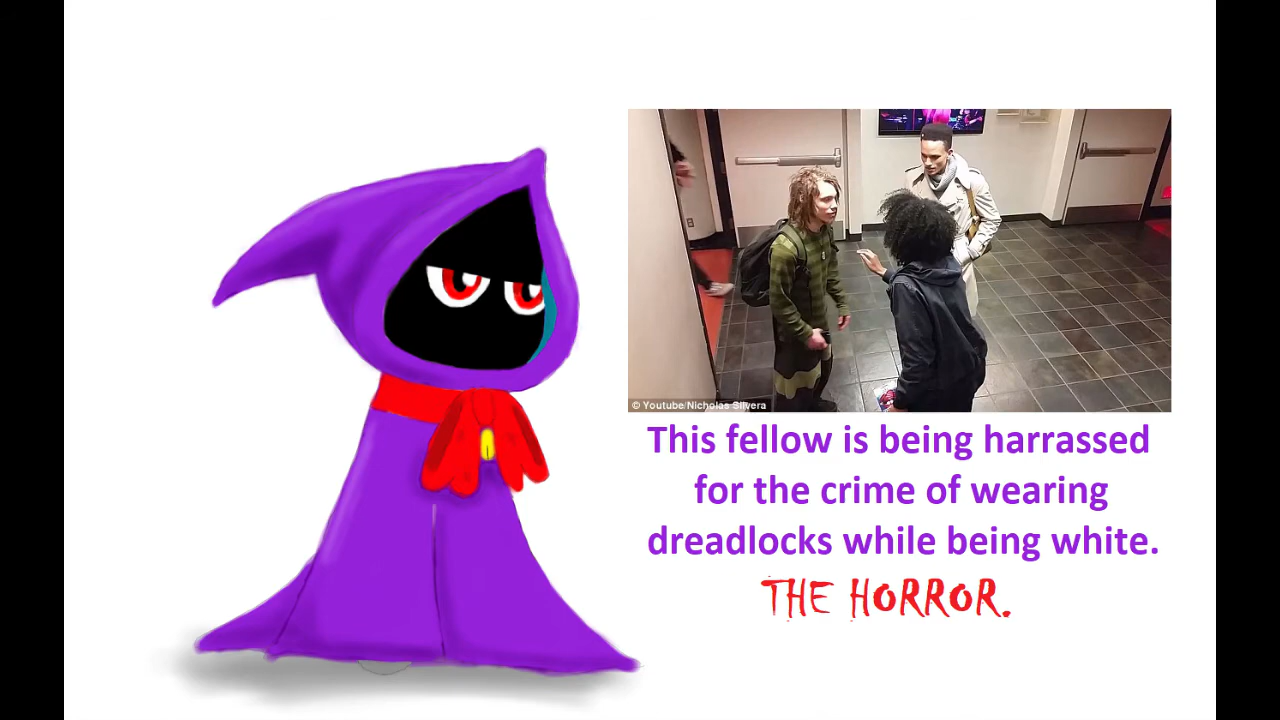 © Youtube/Nicholas Silvera
This fellow is being harrassed
for the crime of wearing
dreadlocks while being white.
THE HORROR.